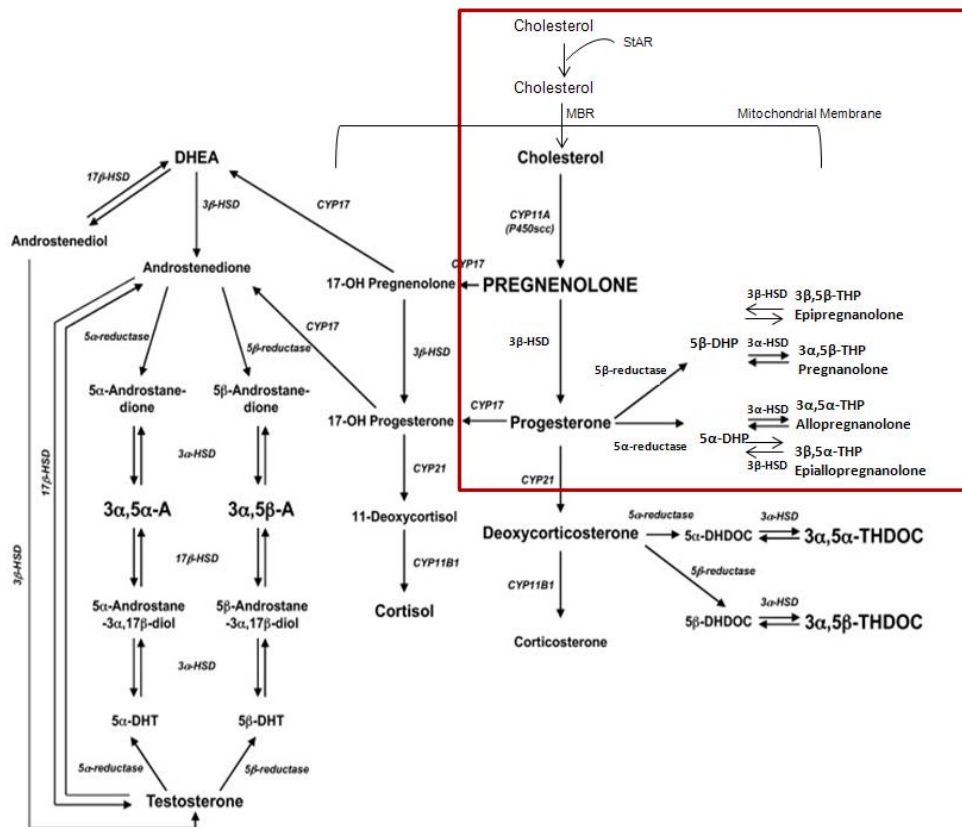 Cholesterol
StAR
Cholesterol
MBR
Mitochondrial Membrane
DHEA
Cholesterol
17β-HSD
3β-HSD
CYP17
CYP11A
(P450scc)
Androstenediol
Androstenedione
17-OH Pregnenolone
CYP17
PREGNENOLONE
3β-HSD
3β,5β-THP
Epipregnanolone
5α-reductase
5β-reductase
CYP17
3β-HSD
3β-HSD
5β-DHP
3α-HSD
3α,5β-THP
Pregnanolone
5β-reductase
5α-Androstane-
dione
5β-Androstane-
dione
17-OH Progesterone
CYP17
Progesterone
5α-reductase
5α-DHP
3α-HSD
3α,5α-THP
Allopregnanolone
3β-HSD
3β,5α-THP
Epiallopregnanolone
3α-HSD
CYP21
CYP21
17β-HSD
3β-HSD
3α,5α-A
3α,5β-A
11-Deoxycortisol
Deoxycorticosterone
5α-reductase
5α-DHDOC
3α-HSD
3α,5α-THDOC
17β-HSD
CYP11B1
CYP11B1
5β-reductase
5α-Androstane
-3α,17β-diol
5β-Androstane
-3α,17β-diol
Cortisol
Corticosterone
5β-DHDOC
3α-HSD
3α,5β-THDOC
3α-HSD
5α-DHT
5β-DHT
5α-reductase
5β-reductase
Testosterone